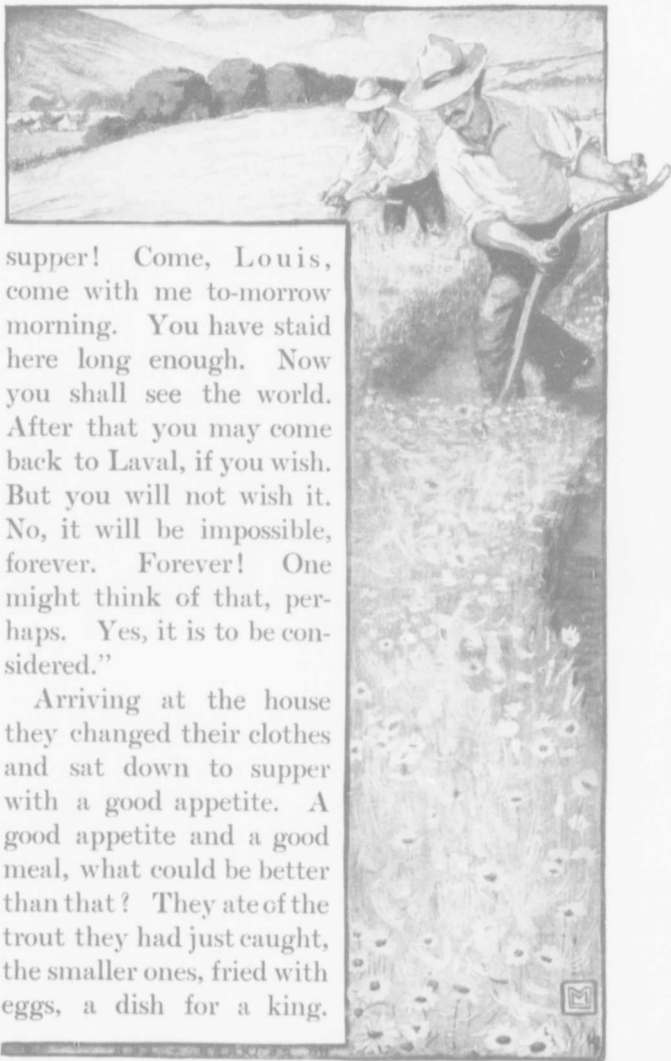 supper! Come, Louis,
come with me to-morrow
morning. You have staid
here long enough. Now
you shall see the world.
After that you may come
back to Laval, if you wish.
But you will not wish it.
No, it will be impossible,
forever. Forever! One
might think of that, per-
haps. Yes, it is to be con-
sidered.”
Arriving at the house
they changed their clothes
and sat down to supper
with a good appetite. A
good appetite and a good
meal, what could be better
than that? They ate of the
trout they had just caught,
the smaller ones, fried with
eggs, a dish for a king.